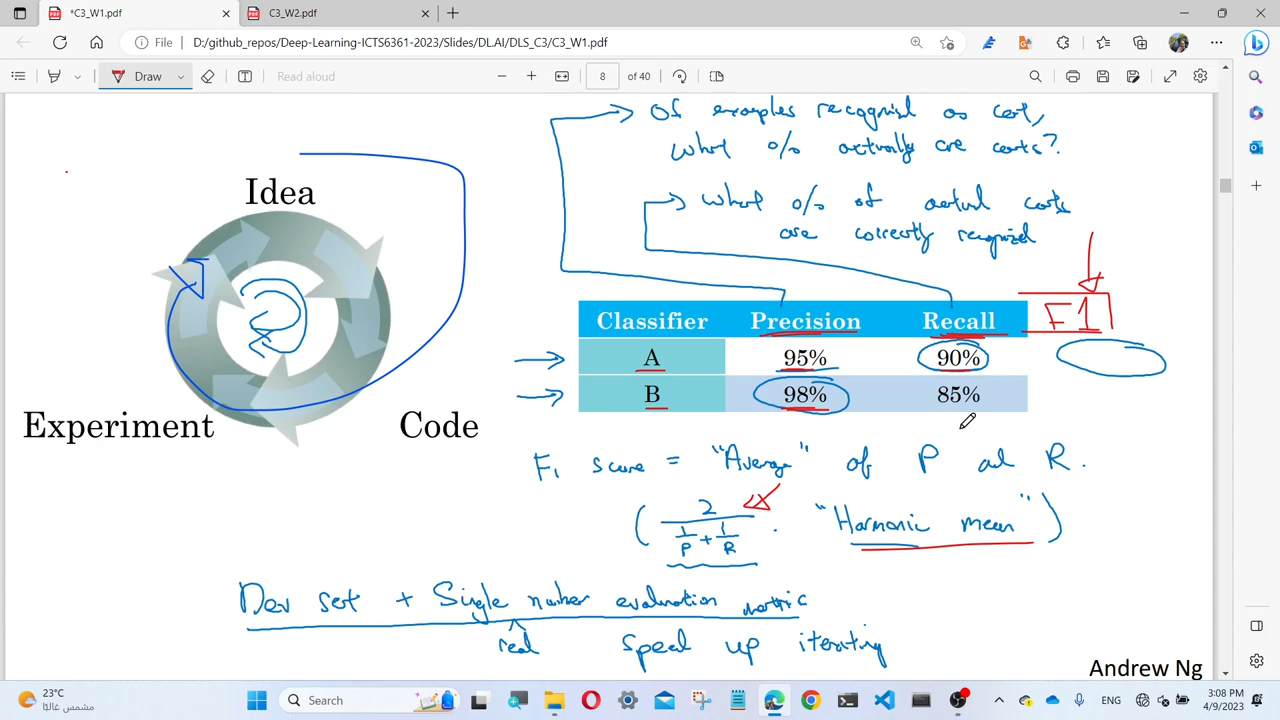 *C3_W1.pdf
C3_W2.pdf
File
D:/github_repos/Deep-Learning-ICTS6361-2023/Slides/DL.AI/DLS_C3/C3_W1.pdf
Draw
Read aloud
8 of 40
Of examples recognized as cat,
What % actually are cats?
What % of actual cats
are correctly recognized
Idea
Experiment
Code
Classifier Precision Recall F1
A 95% 90%
B 98% 85%
F1 score = "Average" of P and R.
( 2 / (1/P + 1/R) . "Harmonic mean" )
Dev set + Single number evaluation metric
real speed up iterating
Andrew Ng
23°C
مشمس غالبًا
Search
ENG
3:08 PM
4/9/2023